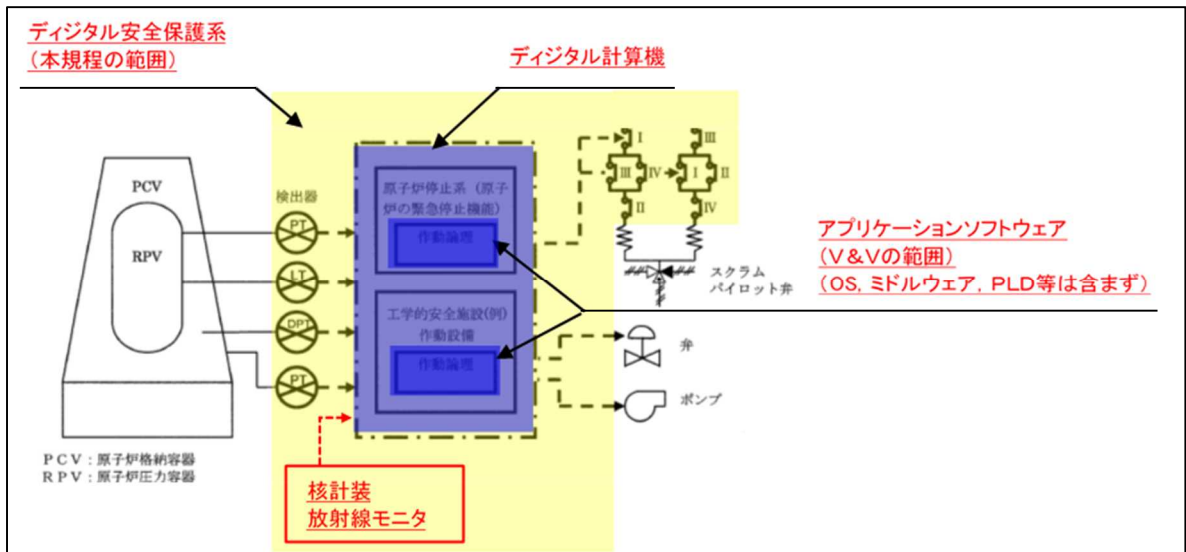 ディジタル安全保護系
(本規程の範囲)
ディジタル計算機
PCV
RPV
検出器
PT
LT
DPT
PT
原子炉停止系(原子
炉の緊急停止機能)
作動論理
工学的安全施設(例)
作動設備
作動論理
I
III
III
IV
I
II
II
IV
スクラム
パイロット弁
弁
ポンプ
アプリケーションソフトウェア
(V&Vの範囲)
(OS, ミドルウェア, PLD等は含まず)
PCV:原子炉格納容器
RPV:原子炉圧力容器
核計装
放射線モニタ